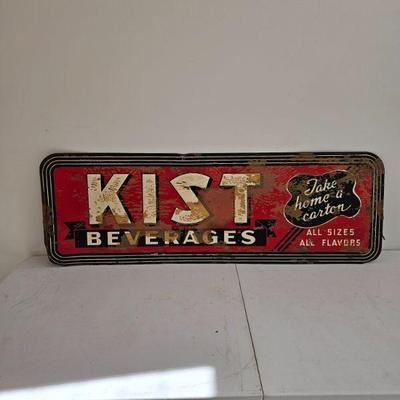 KIST
BEVERAGES
Take
home a
carton
ALL SIZES
ALL FLAVORS